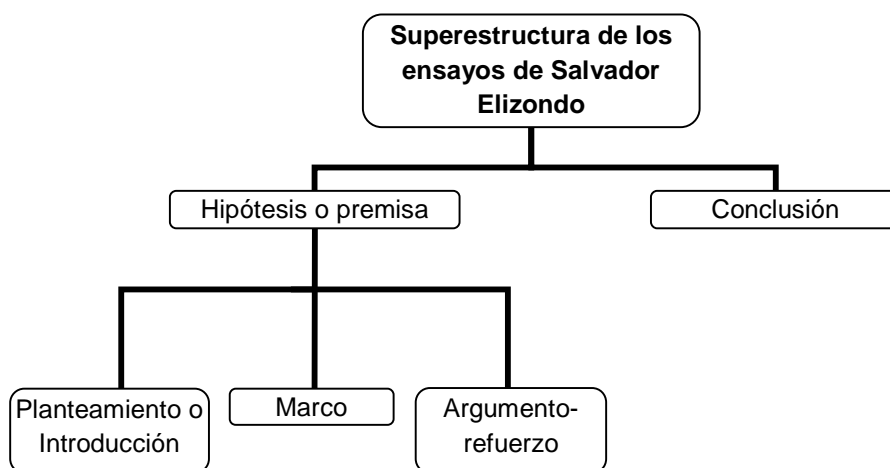 Superestructura de los
ensayos de Salvador
Elizondo
Hipótesis o premisa
Conclusión
Planteamiento o
Introducción
Marco
Argumento-
refuerzo